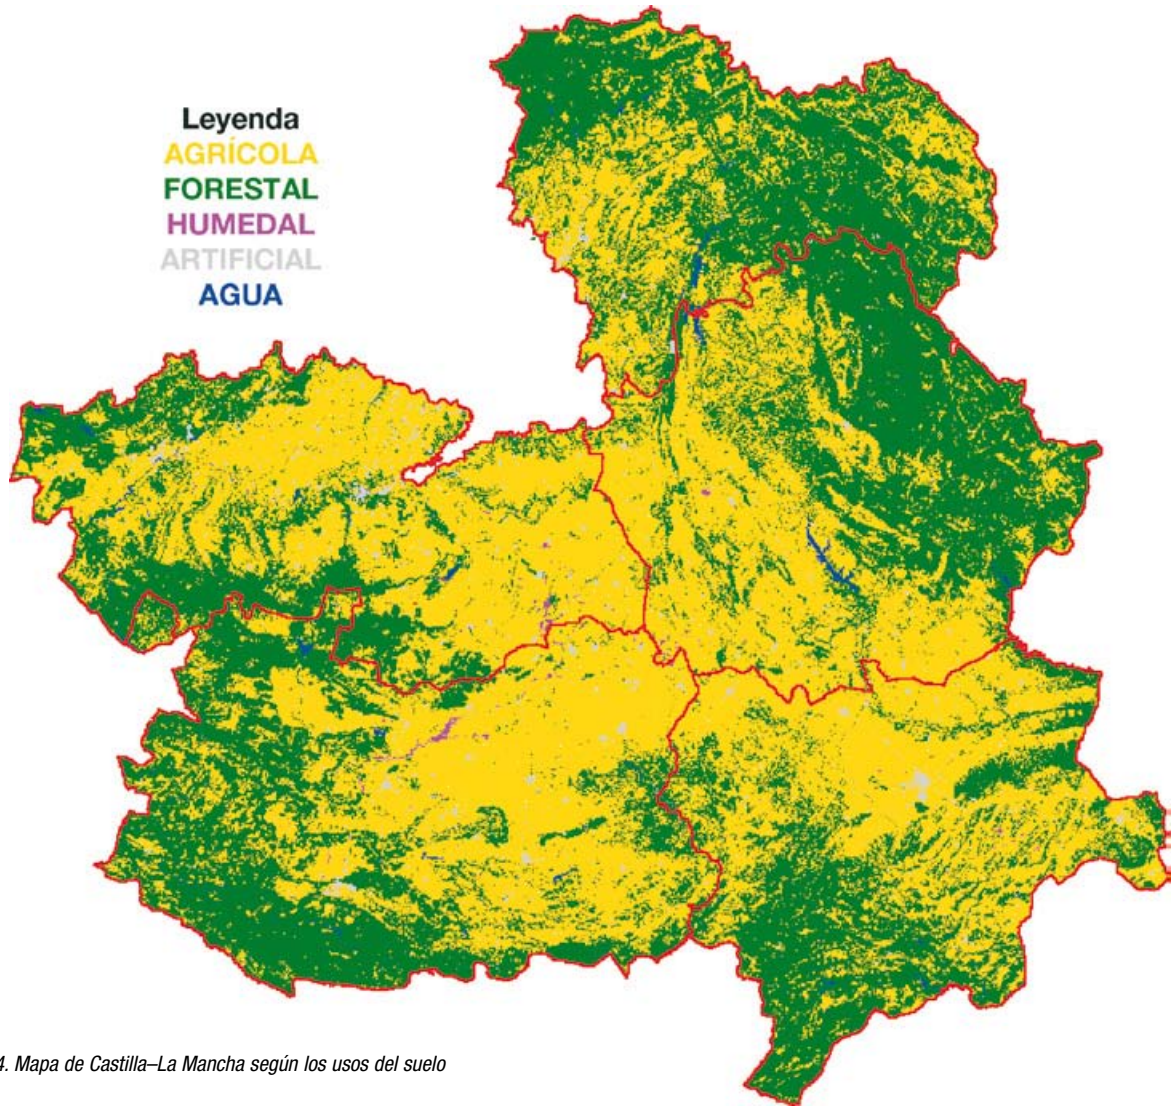 Leyenda
AGRÍCOLA
FORESTAL
HUMEDAL
ARTIFICIAL
AGUA
4. Mapa de Castilla–La Mancha según los usos del suelo